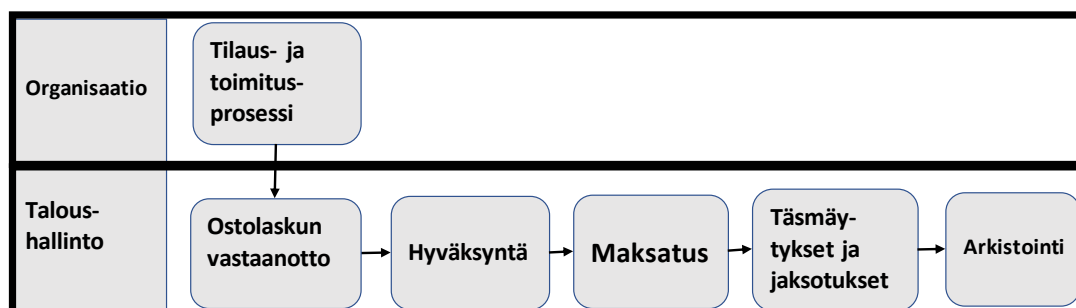 Organisaatio
Tilaus- ja
toimitus-
prosessi
Talous-
hallinto
Ostolaskun
vastaanotto
Hyväksyntä
Maksatus
Täsmäy-
tykset ja
jaksotukset
Arkistointi